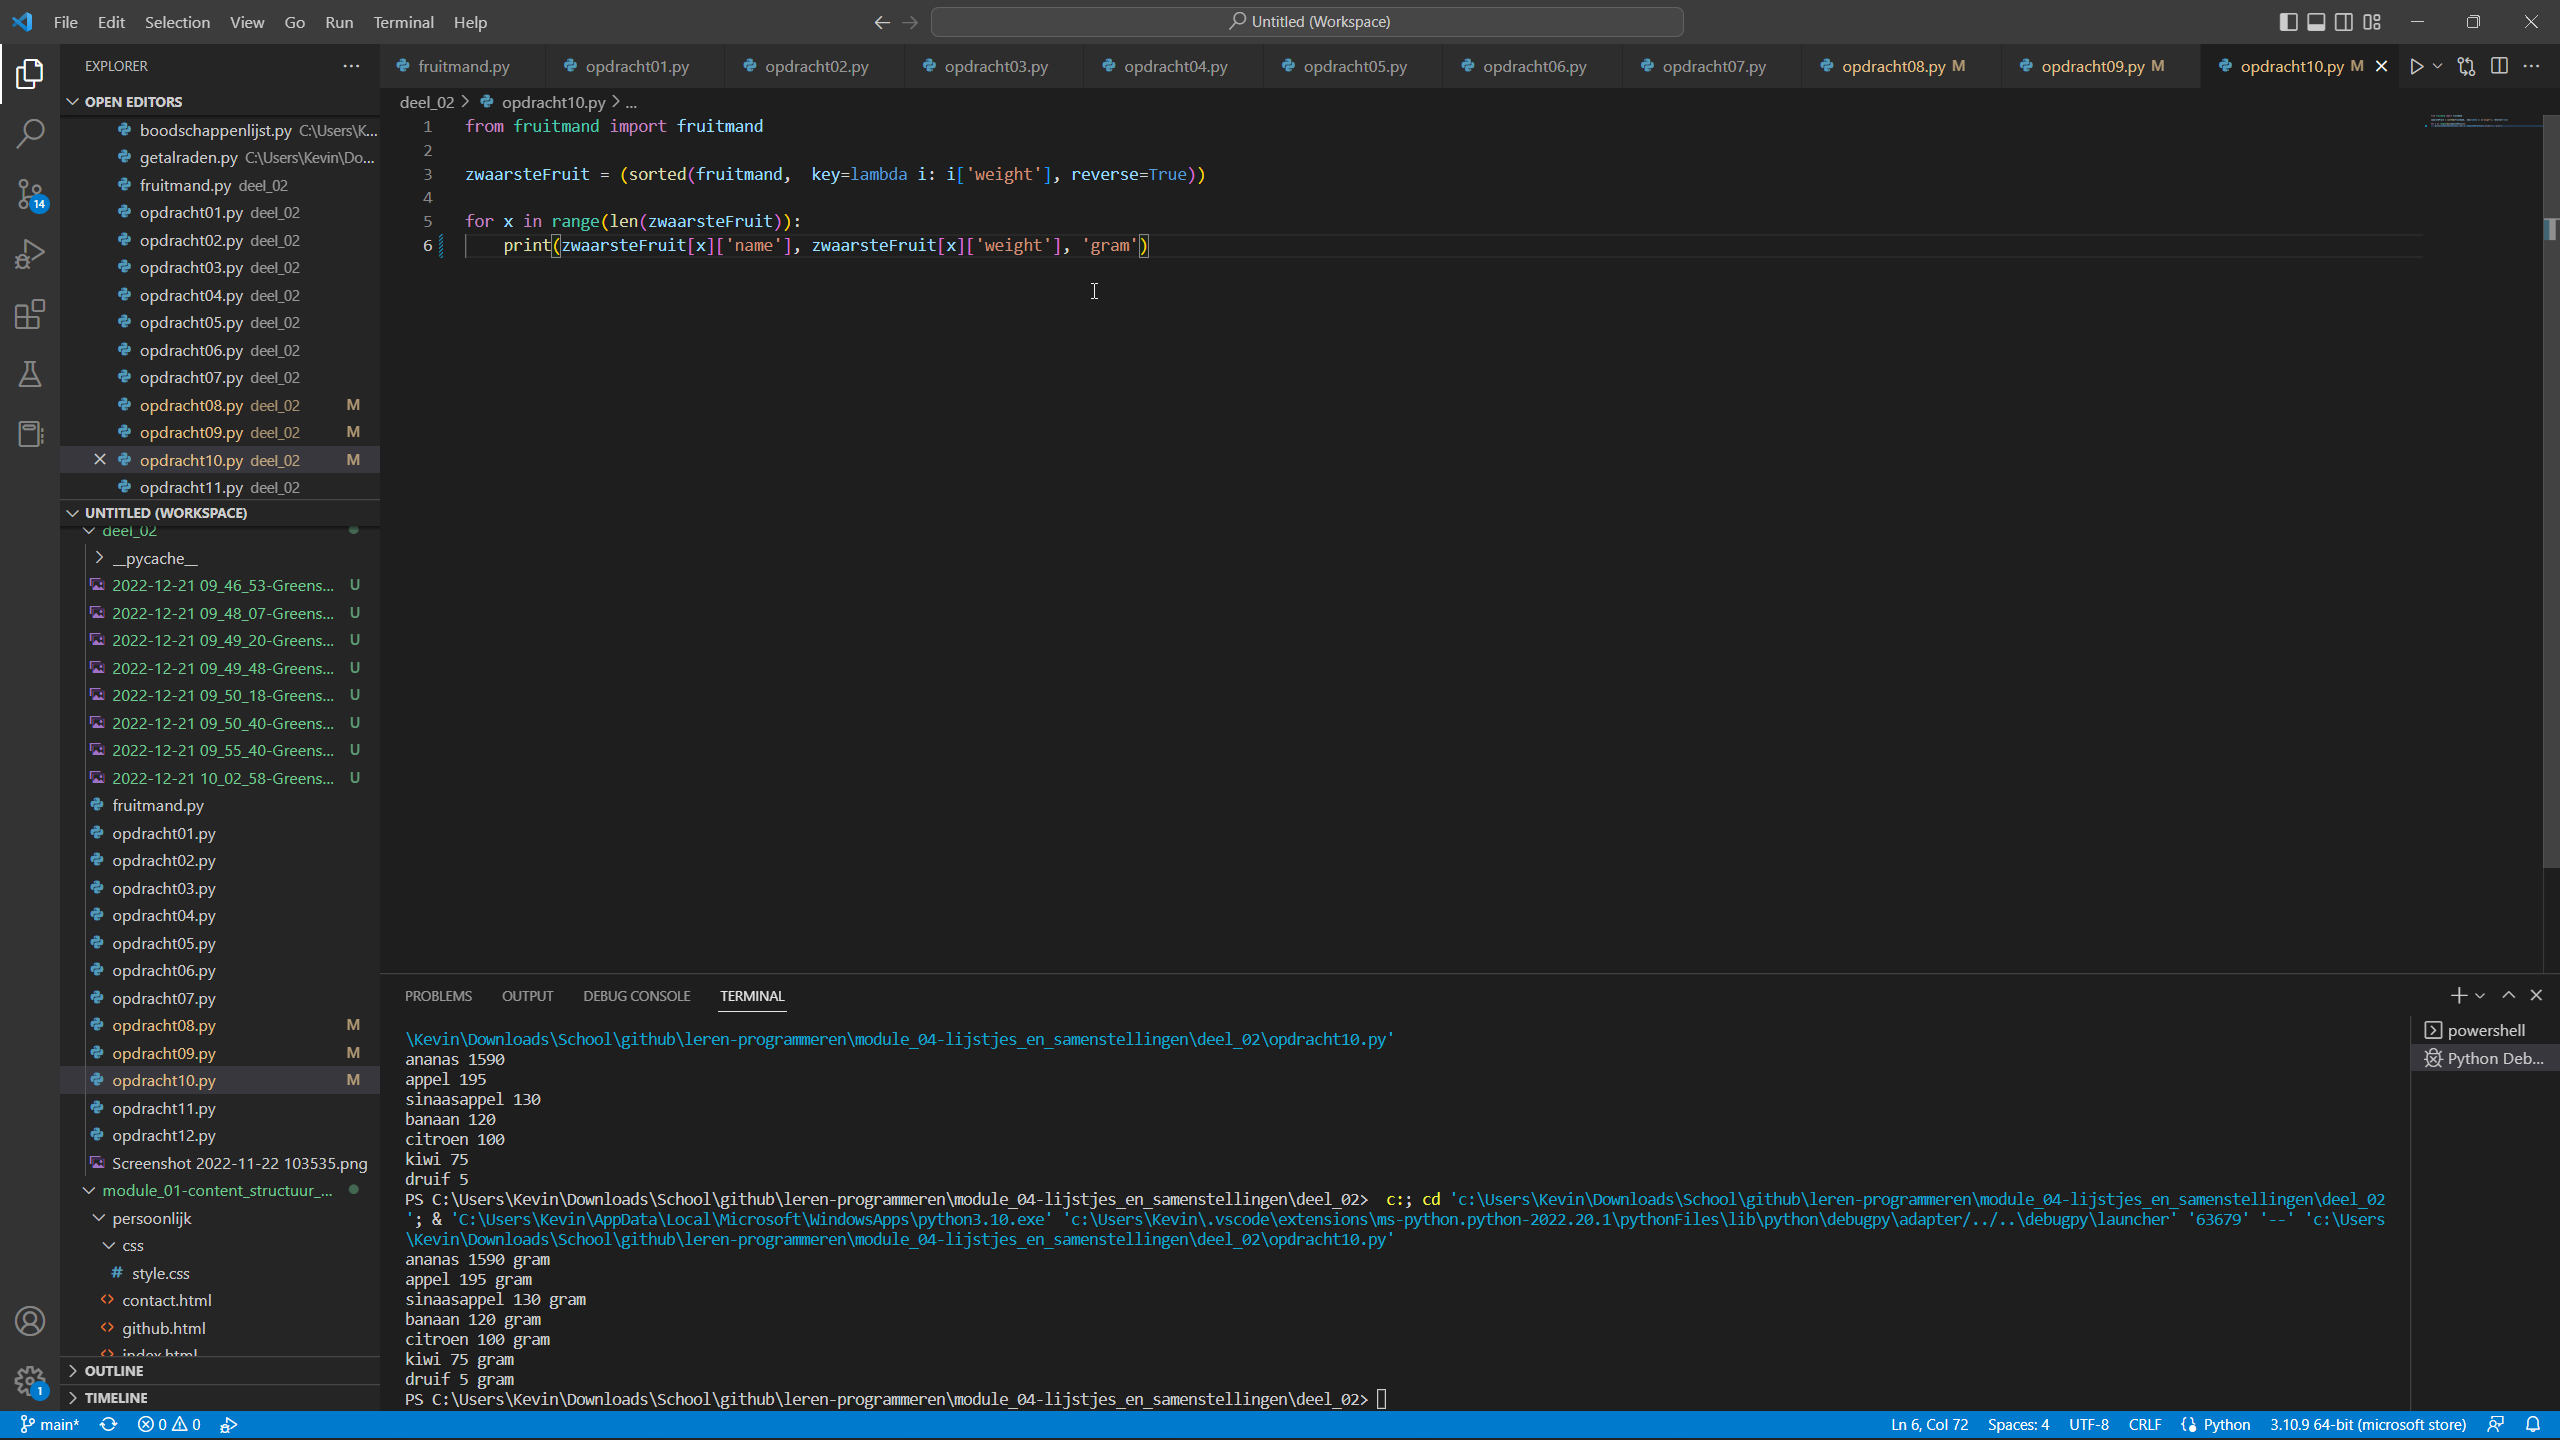 File Edit Selection View Go Run Terminal Help
Untitled (Workspace)
EXPLORER
fruitmand.py opdracht01.py opdracht02.py opdracht03.py opdracht04.py opdracht05.py opdracht06.py opdracht07.py opdracht08.py M opdracht09.py M opdracht10.py M
OPEN EDITORS
boodschappenlijst.py C:\Users\K...
getalraden.py C:\Users\Kevin\Do...
fruitmand.py deel_02
opdracht01.py deel_02
opdracht02.py deel_02
opdracht03.py deel_02
opdracht04.py deel_02
opdracht05.py deel_02
opdracht06.py deel_02
opdracht07.py deel_02
opdracht08.py deel_02 M
opdracht09.py deel_02 M
opdracht10.py deel_02 M
opdracht11.py deel_02
14
UNTITLED (WORKSPACE)
deel_02
__pycache__
2022-12-21 09_46_53-Greens... U
2022-12-21 09_48_07-Greens... U
2022-12-21 09_49_20-Greens... U
2022-12-21 09_49_48-Greens... U
2022-12-21 09_50_18-Greens... U
2022-12-21 09_50_40-Greens... U
2022-12-21 09_55_40-Greens... U
2022-12-21 10_02_58-Greens... U
fruitmand.py
opdracht01.py
opdracht02.py
opdracht03.py
opdracht04.py
opdracht05.py
opdracht06.py
opdracht07.py
opdracht08.py M
opdracht09.py M
opdracht10.py M
opdracht11.py
opdracht12.py
Screenshot 2022-11-22 103535.png
module_01-content_structuur_...
persoonlijk
css
# style.css
<> contact.html
<> github.html
<> index.html
OUTLINE
TIMELINE
1
deel_02 > opdracht10.py > ...
1 from fruitmand import fruitmand
2
3 zwaarsteFruit = (sorted(fruitmand,  key=lambda i: i['weight'], reverse=True))
4
5 for x in range(len(zwaarsteFruit)):
6     print(zwaarsteFruit[x]['name'], zwaarsteFruit[x]['weight'], 'gram')
PROBLEMS OUTPUT DEBUG CONSOLE TERMINAL
powershell
Python Deb...
\Kevin\Downloads\School\github\leren-programmeren\module_04-lijstjes_en_samenstellingen\deel_02\opdracht10.py'
ananas 1590
appel 195
sinaasappel 130
banaan 120
citroen 100
kiwi 75
druif 5
PS C:\Users\Kevin\Downloads\School\github\leren-programmeren\module_04-lijstjes_en_samenstellingen\deel_02>  c:; cd 'c:\Users\Kevin\Downloads\School\github\leren-programmeren\module_04-lijstjes_en_samenstellingen\deel_02
'; & 'C:\Users\Kevin\AppData\Local\Microsoft\WindowsApps\python3.10.exe' 'c:\Users\Kevin\.vscode\extensions\ms-python.python-2022.20.1\pythonFiles\lib\python\debugpy\adapter/../..\debugpy\launcher' '63679' '--' 'c:\Users
\Kevin\Downloads\School\github\leren-programmeren\module_04-lijstjes_en_samenstellingen\deel_02\opdracht10.py'
ananas 1590 gram
appel 195 gram
sinaasappel 130 gram
banaan 120 gram
citroen 100 gram
kiwi 75 gram
druif 5 gram
PS C:\Users\Kevin\Downloads\School\github\leren-programmeren\module_04-lijstjes_en_samenstellingen\deel_02>
main* 0 0 Ln 6, Col 72 Spaces: 4 UTF-8 CRLF Python 3.10.9 64-bit (microsoft store)